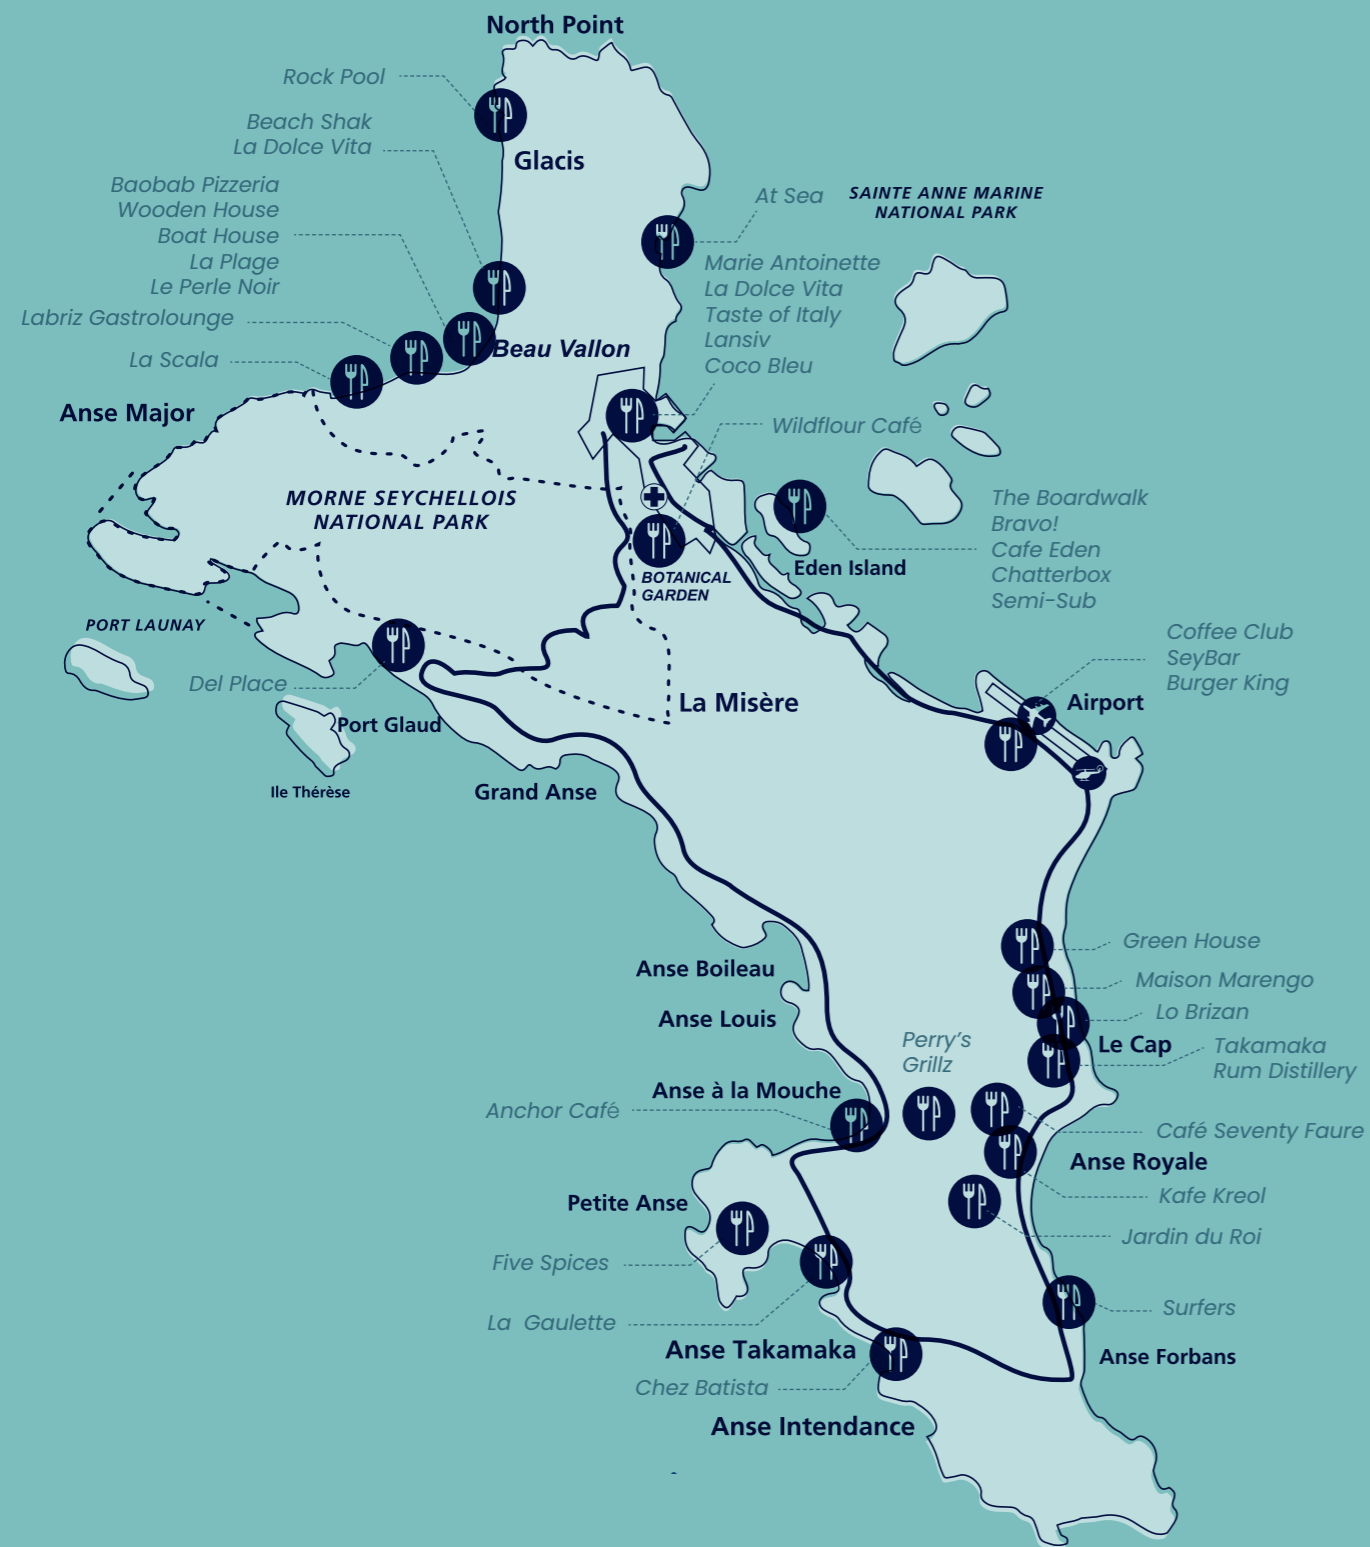 North Point
Rock Pool
Beach Shak
La Dolce Vita
Glacis
Baobab Pizzeria
Wooden House
Boat House
La Plage
Le Perle Noir
At Sea
SAINTE ANNE MARINE
NATIONAL PARK
Marie Antoinette
La Dolce Vita
Taste of Italy
Lansiv
Coco Bleu
Labriz Gastrolounge
La Scala
Beau Vallon
Anse Major
Wildflour Café
MORNE SEYCHELLOIS
NATIONAL PARK
The Boardwalk
Bravo!
Cafe Eden
Chatterbox
Semi-Sub
Eden Island
BOTANICAL
GARDEN
PORT LAUNAY
Coffee Club
SeyBar
Burger King
Del Place
La Misère
Airport
Port Glaud
Ile Thérèse
Grand Anse
Green House
Anse Boileau
Maison Marengo
Lo Brizan
Anse Louis
Le Cap
Perry's
Grillz
Takamaka
Rum Distillery
Anse à la Mouche
Anchor Café
Café Seventy Faure
Anse Royale
Petite Anse
Kafe Kreol
Jardin du Roi
Five Spices
Surfers
La Gaulette
Anse Takamaka
Anse Forbans
Chez Batista
Anse Intendance